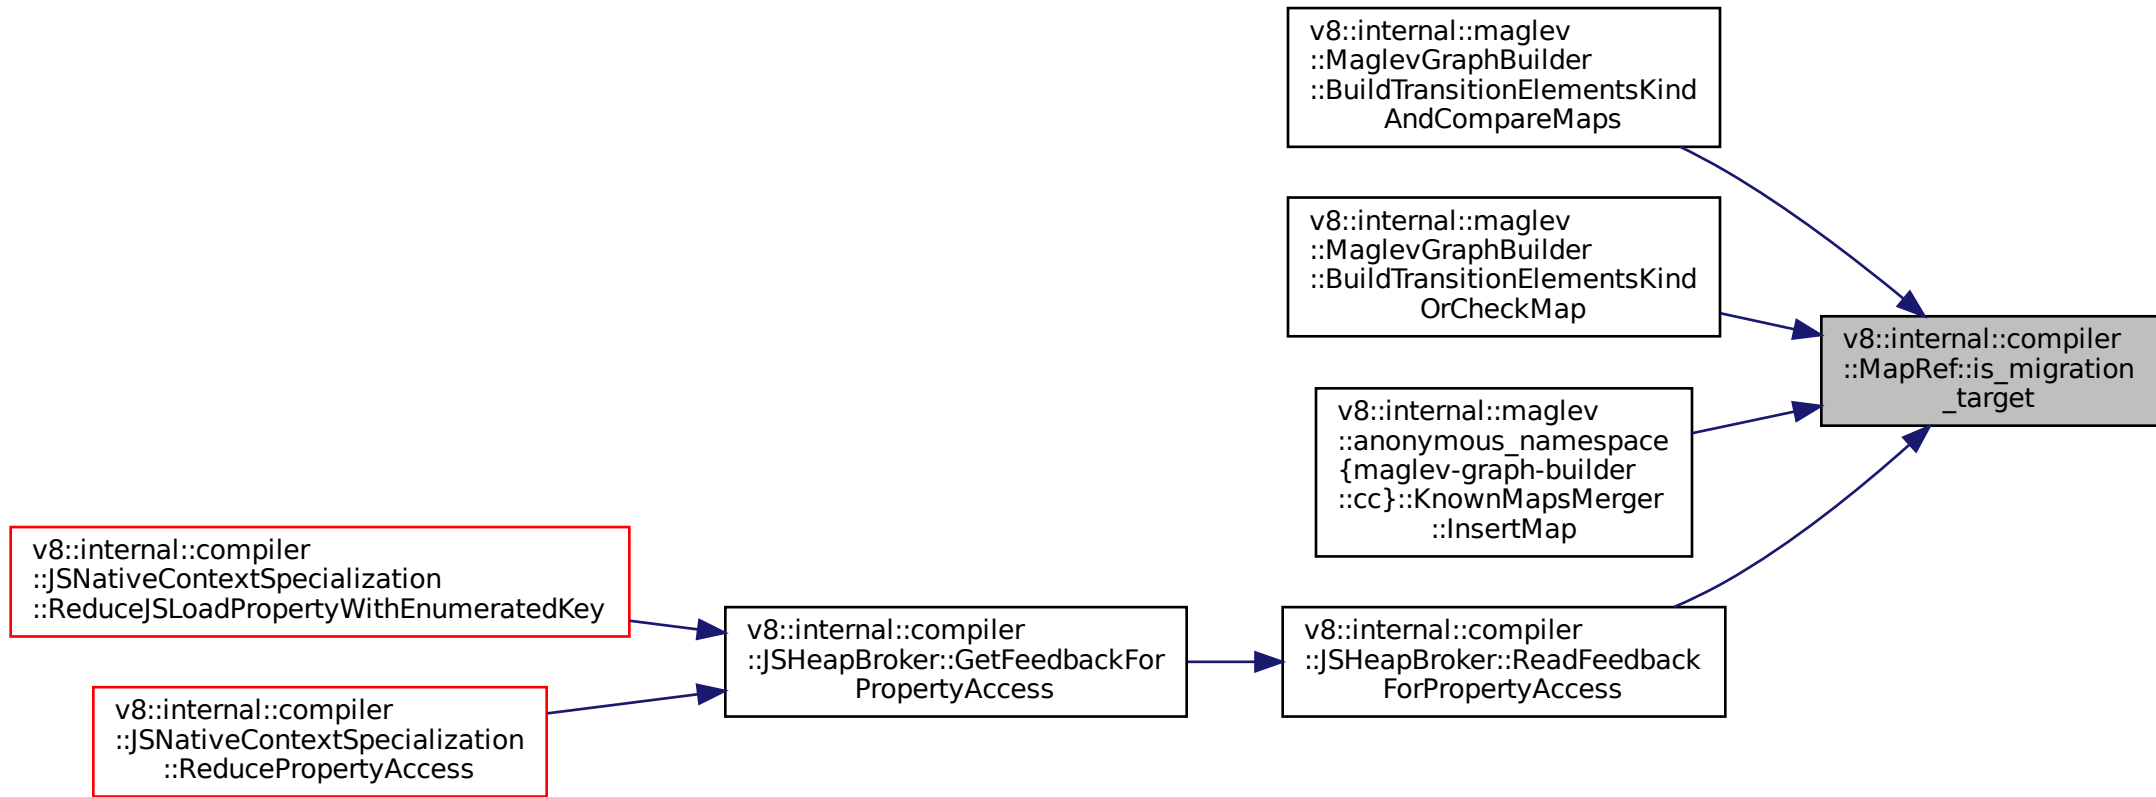 v8::internal::maglev
::MaglevGraphBuilder
::BuildTransitionElementsKind
AndCompareMaps
v8::internal::maglev
::MaglevGraphBuilder
::BuildTransitionElementsKind
OrCheckMap
v8::internal::compiler
::MapRef::is_migration
_target
v8::internal::maglev
::anonymous_namespace
{maglev-graph-builder
::cc}::KnownMapsMerger
::InsertMap
v8::internal::compiler
::JSNativeContextSpecialization
::ReduceJSLoadPropertyWithEnumeratedKey
v8::internal::compiler
::JSHeapBroker::GetFeedbackFor
PropertyAccess
v8::internal::compiler
::JSHeapBroker::ReadFeedback
ForPropertyAccess
v8::internal::compiler
::JSNativeContextSpecialization
::ReducePropertyAccess